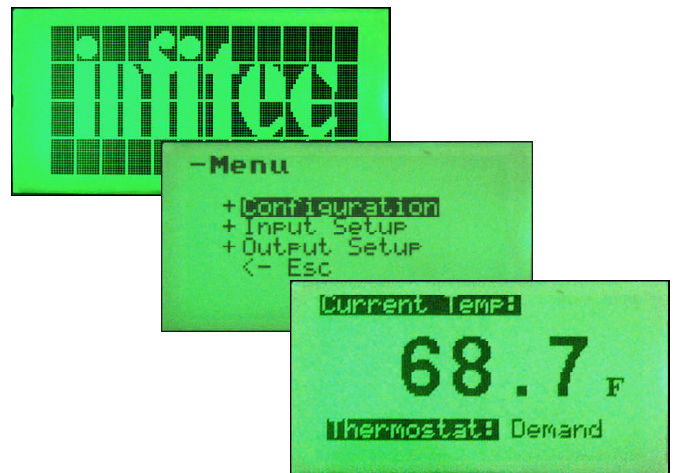 infitec
-Menu
+Configuration
+Input Setup
+Output Setup
<- Esc
Current Temp:
68.7 F
Thermostat: Demand